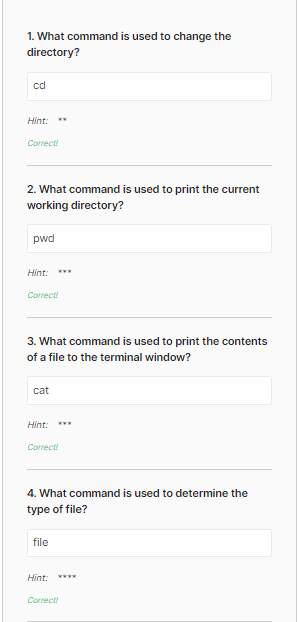 1. What command is used to change the
directory?
cd
Hint: **
Correct!
2. What command is used to print the current
working directory?
pwd
Hint: ***
Correct!
3. What command is used to print the contents
of a file to the terminal window?
cat
Hint: ***
Correct!
4. What command is used to determine the
type of file?
file
Hint: ****
Correct!